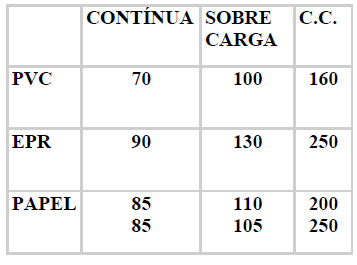 CONTÍNUA SOBRE CARGA C.C.
PVC 70 100 160
EPR 90 130 250
PAPEL 85 110 200
85 105 250